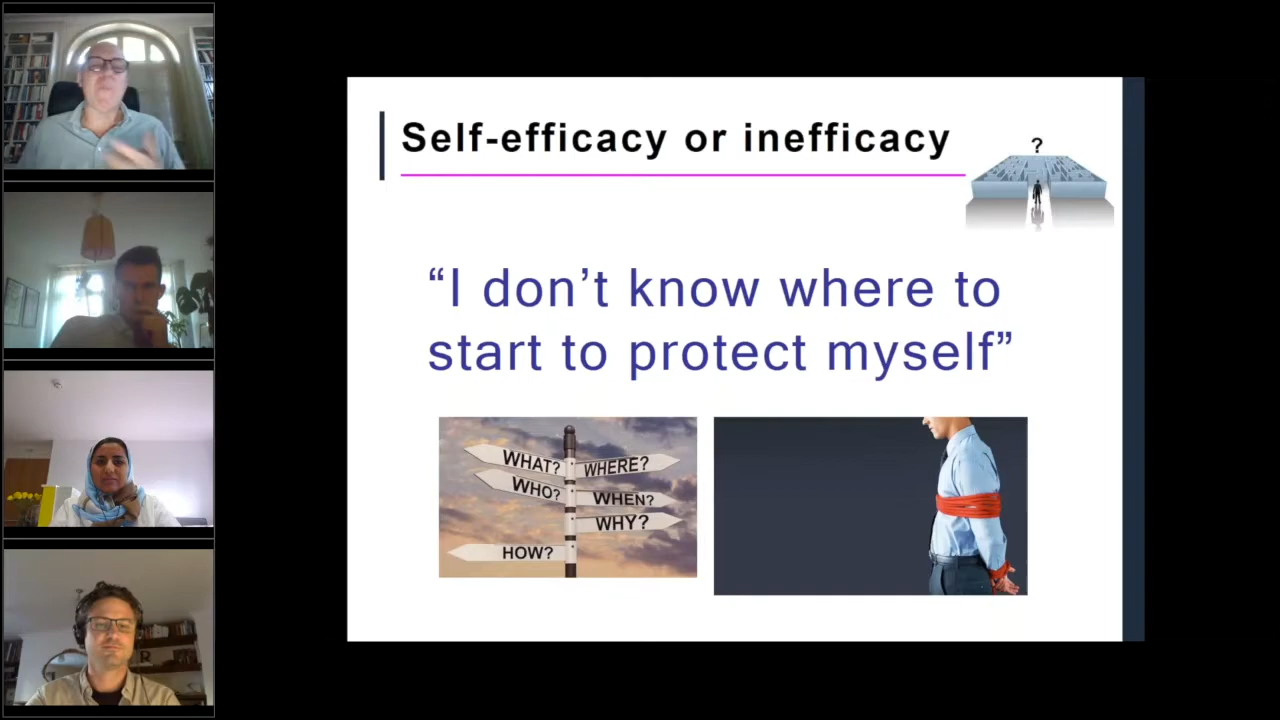 Self-efficacy or inefficacy
?
“I don’t know where to
start to protect myself”
WHAT?
WHERE?
WHO?
WHEN?
WHY?
HOW?
R